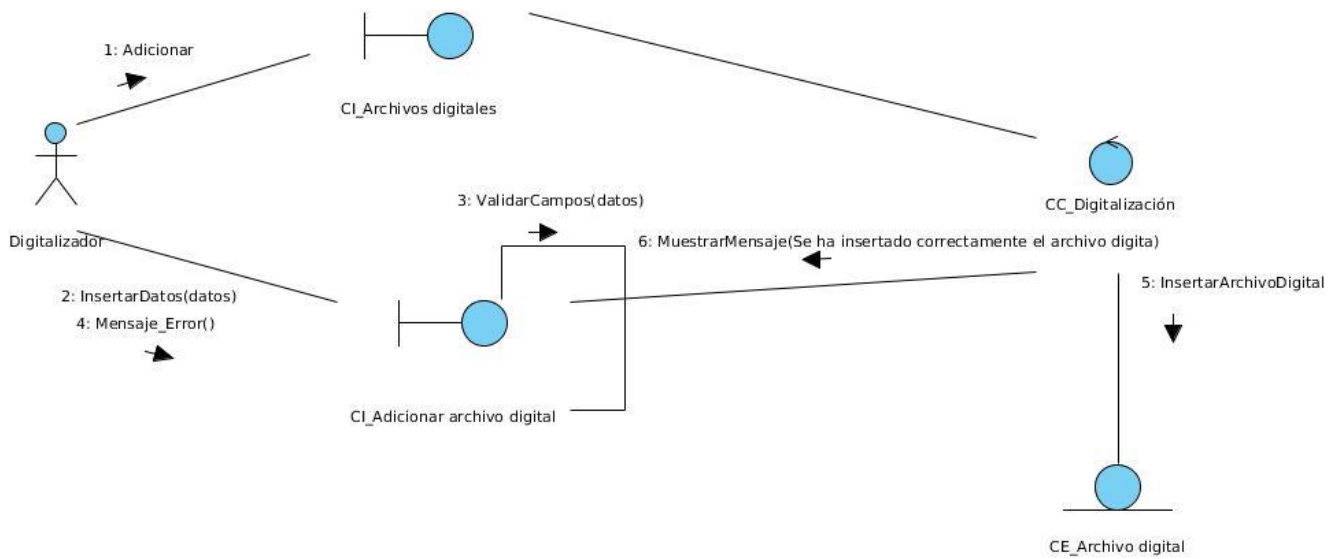 1: Adicionar
CI_Archivos digitales
3: ValidarCampos(datos)
CC_Digitalización
Digitalizador
6: MuestrarMensaje(Se ha insertado correctamente el archivo digita)
2: InsertarDatos(datos)
5: InsertarArchivoDigital
4: Mensaje_Error()
CI_Adicionar archivo digital
CE_Archivo digital